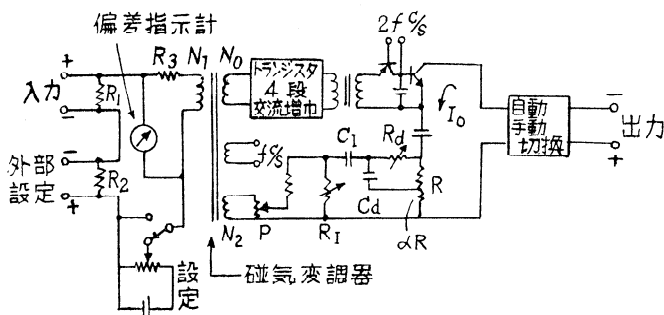 偏差指示計
2f c/s
+
R3
N1
N0
トランジスタ
4段
交流増巾
入力
R1
I0
自動
手動
切換
−
出力
+
−
−
外部
設定
R2
+
f c/s
CI
Rd
Cd
R
αR
N2
P
RI
設定
磁気変調器